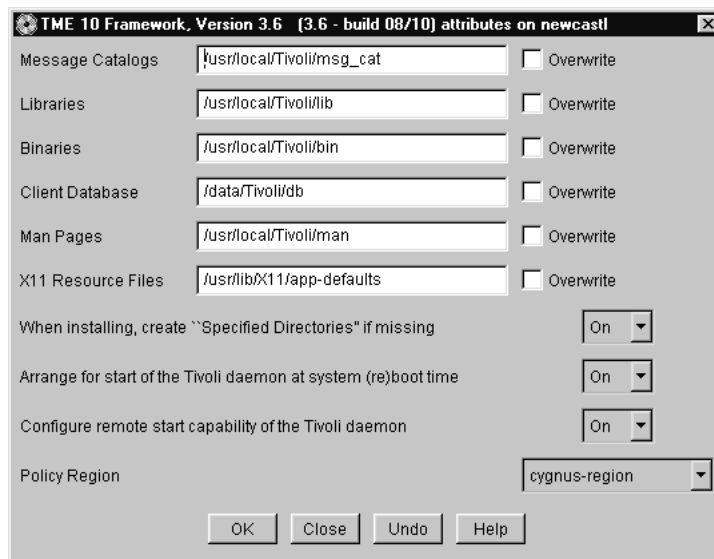 TME 10 Framework, Version 3.6 (3.6 - build 08/10) attributes on newcastl
Message Catalogs /usr/local/Tivoli/msg_cat Overwrite
Libraries /usr/local/Tivoli/lib Overwrite
Binaries /usr/local/Tivoli/bin Overwrite
Client Database /data/Tivoli/db Overwrite
Man Pages /usr/local/Tivoli/man Overwrite
X11 Resource Files /usr/lib/X11/app-defaults Overwrite
When installing, create ``Specified Directories'' if missing On
Arrange for start of the Tivoli daemon at system (re)boot time On
Configure remote start capability of the Tivoli daemon On
Policy Region cygnus-region
OK Close Undo Help